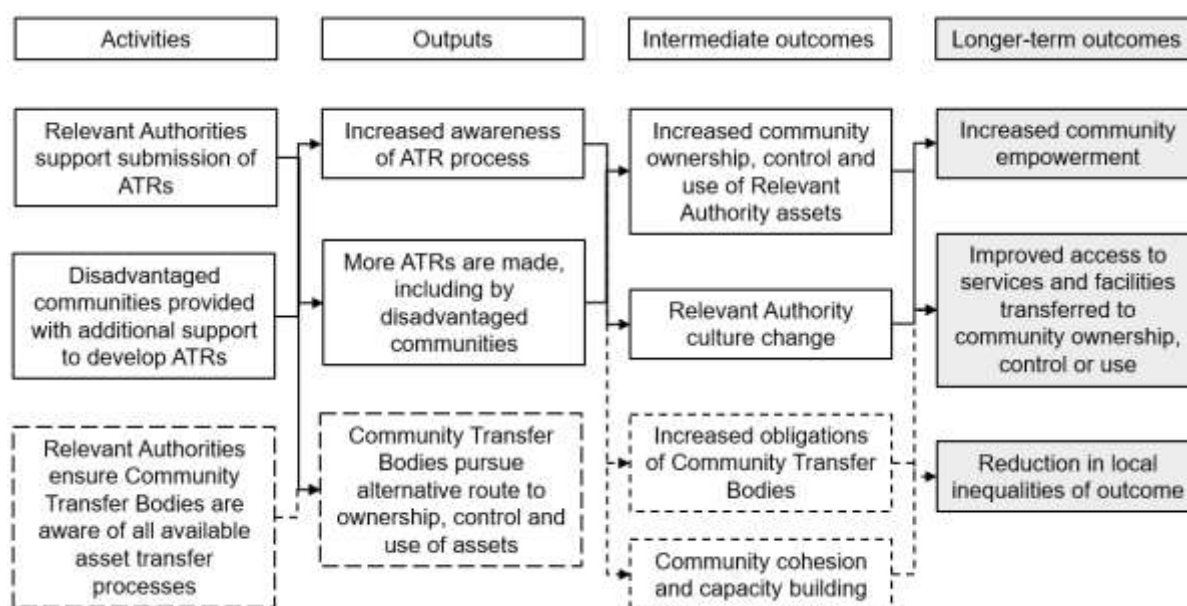 Activities
Outputs
Intermediate outcomes
Longer-term outcomes
Relevant Authorities
support submission of
ATRs
Increased awareness
of ATR process
Increased community
ownership, control and
use of Relevant
Authority assets
Increased community
empowerment
Disadvantaged
communities provided
with additional support
to develop ATRs
More ATRs are made,
including by
disadvantaged
communities
Relevant Authority
culture change
Improved access to
services and facilities
transferred to
community ownership,
control or use
Relevant Authorities
ensure Community
Transfer Bodies are
aware of all available
asset transfer
processes
Community Transfer
Bodies pursue
alternative route to
ownership, control and
use of assets
Increased obligations
of Community Transfer
Bodies
Reduction in local
inequalities of outcome
Community cohesion
and capacity building